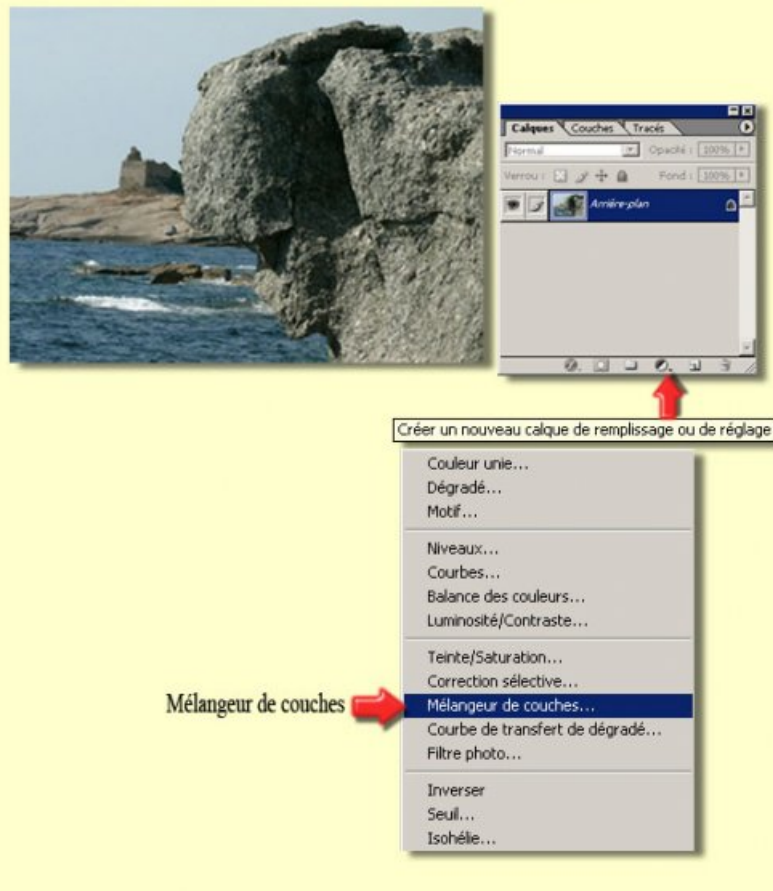 Calques Couches Tracés
Normal Opacité : 100%
Verrou : Fond : 100%
Arrière-plan
Créer un nouveau calque de remplissage ou de réglage
Couleur unie...
Dégradé...
Motif...
Niveaux...
Courbes...
Balance des couleurs...
Luminosité/Contraste...
Teinte/Saturation...
Correction sélective...
Mélangeur de couches
Mélangeur de couches...
Courbe de transfert de dégradé...
Filtre photo...
Inverser
Seuil...
Isohélie...